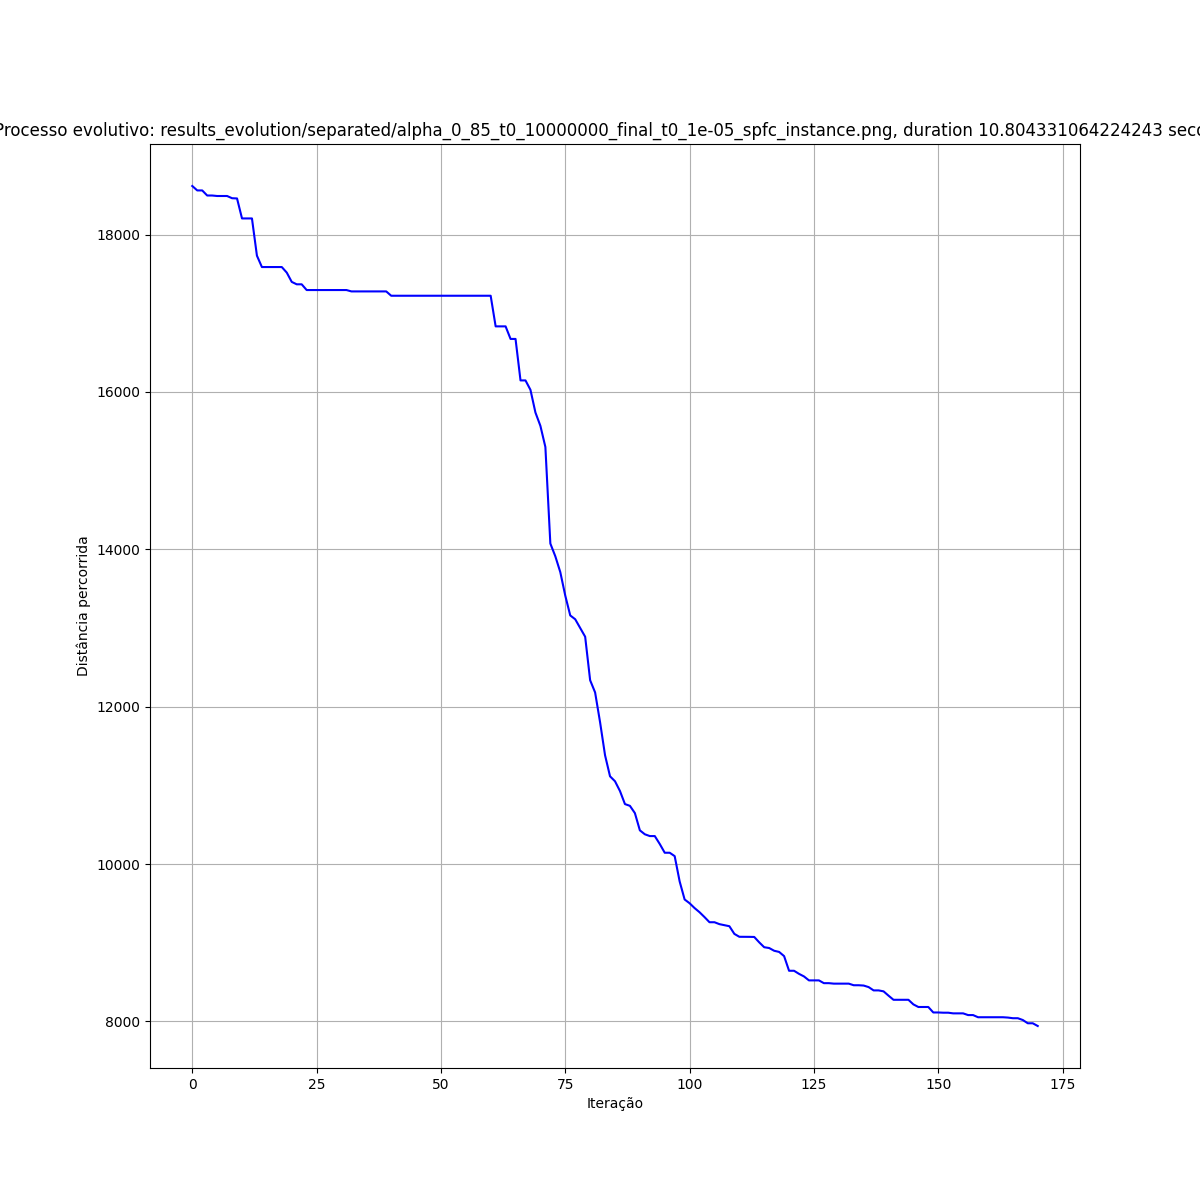 Processo evolutivo: results_evolution/separated/alpha_0_85_t0_10000000_final_t0_1e-05_spfc_instance.png, duration 10.804331064224243 seco
18000
16000
14000
12000
10000
8000
Distância percorrida
0 25 50 75 100 125 150 175
Iteração